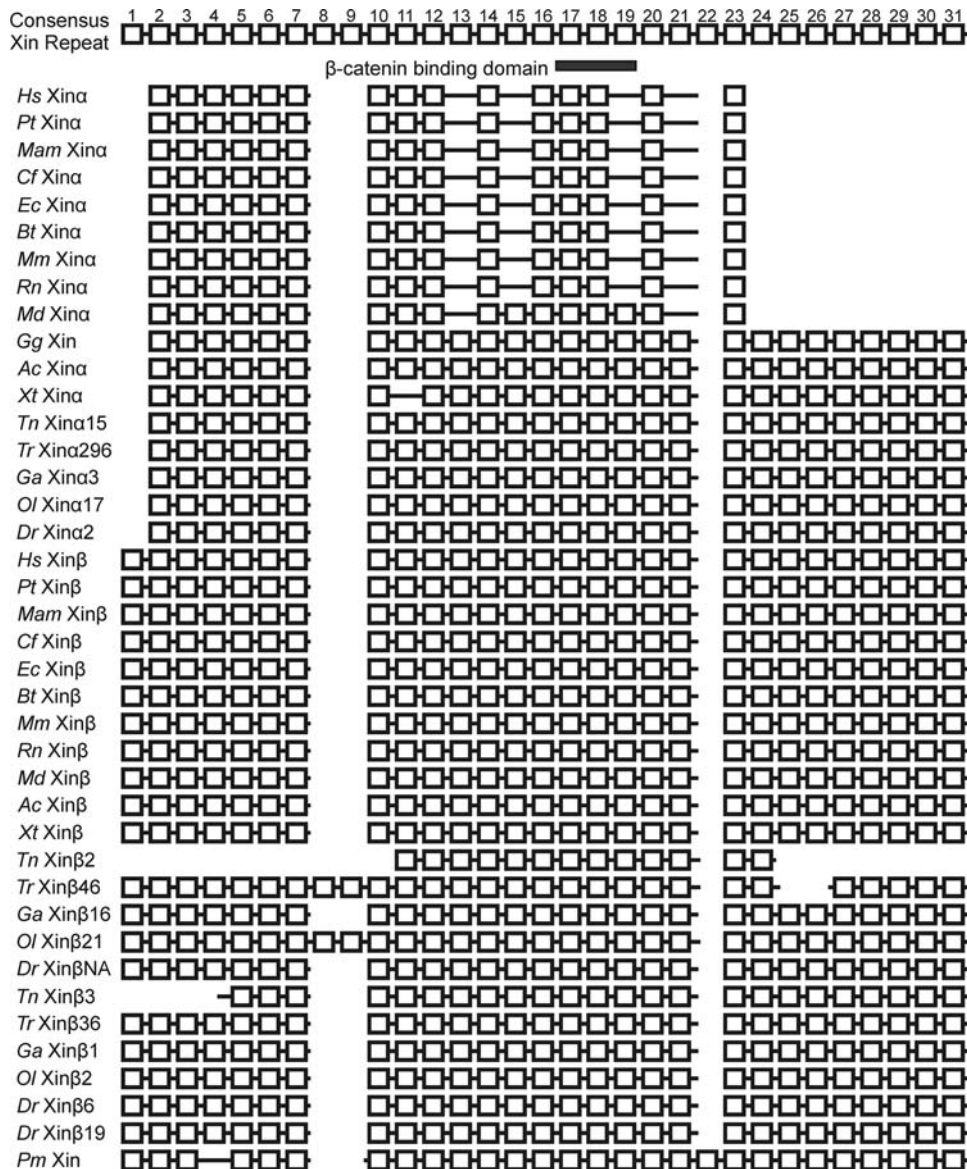 Consensus
Xin Repeat
1 2 3 4 5 6 7 8 9 10 11 12 13 14 15 16 17 18 19 20 21 22 23 24 25 26 27 28 29 30 31
β-catenin binding domain
Hs Xinα
Pt Xinα
Mam Xinα
Cf Xinα
Ec Xinα
Bt Xinα
Mm Xinα
Rn Xinα
Md Xinα
Gg Xin
Ac Xinα
Xt Xinα
Tn Xinα15
Tr Xinα296
Ga Xinα3
Ol Xinα17
Dr Xinα2
Hs Xinβ
Pt Xinβ
Mam Xinβ
Cf Xinβ
Ec Xinβ
Bt Xinβ
Mm Xinβ
Rn Xinβ
Md Xinβ
Ac Xinβ
Xt Xinβ
Tn Xinβ2
Tr Xinβ46
Ga Xinβ16
Ol Xinβ21
Dr XinβNA
Tn Xinβ3
Tr Xinβ36
Ga Xinβ1
Ol Xinβ2
Dr Xinβ6
Dr Xinβ19
Pm Xin